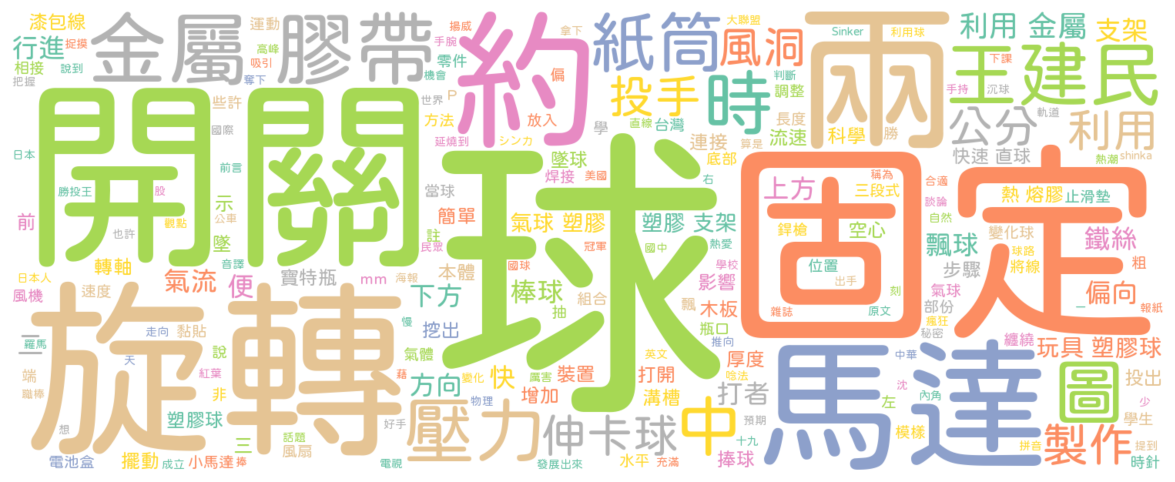 漆包線
運動
揚威
拿下
大聯盟
Sinker
利用球
利用 金屬
支架
行進
捉摸
金屬
膠帶
高峰
手腕
約
紙筒
風洞
兩
下課
相接
吸引
零件
機會
偏
判斷
王建民
把握
說到
奪下
些許
世界
P
投手
時
調整
手持
沉球
開關
國際
方法
放入
學
直線
台灣
長度
科學
勝
公分
軌道
利用
延燒到
シンカ
連接
算是
流速
快速 直球
熱潮
shinka
日本
前言
球
墜球
底部
固定
勝投王
股
焊接
美國
右
上方
稱為
三段式
合適
熱 熔膠
止滑墊
前
示
觀點
公車
當球
簡單
氣球 塑膠
塑膠 支架
銲槍
空心
談論
自然
也許
墜
註
民眾
冠軍
國中
熱愛
飄球
變化球
鐵絲
日本人
轉軸
音譯
氣流
便
寶特瓶
mm
海報
本體
國球
學校
影響
位置
出手
步驟
球路
將線
粗
風機
速度
下方
棒球
組合
飄
木板
刻
氣球
部份
偏向
旋轉
抽
瓶口
雜誌
原文
瘋狂
一
報紙
三
羅馬
走向
黏貼
慢
挖出
推向
秘密
纏繞
玩具 塑膠球
天
說
氣體
英文
厚度
馬達
中華
圖
端
紅葉
非
藉
方向
變化
快
厲害
裝置
打開
唸法
沈
內角
投出
職棒
塑膠球
物理
增加
溝槽
打者
左
少
想
三
話題
好手
壓力
伸卡球
中
預期
模樣
製作
學生
風扇
十九
拼音
提到
電池盒
擺動
成立
小馬達
捧
電視
發展出來
水平
充滿
捧球
時針